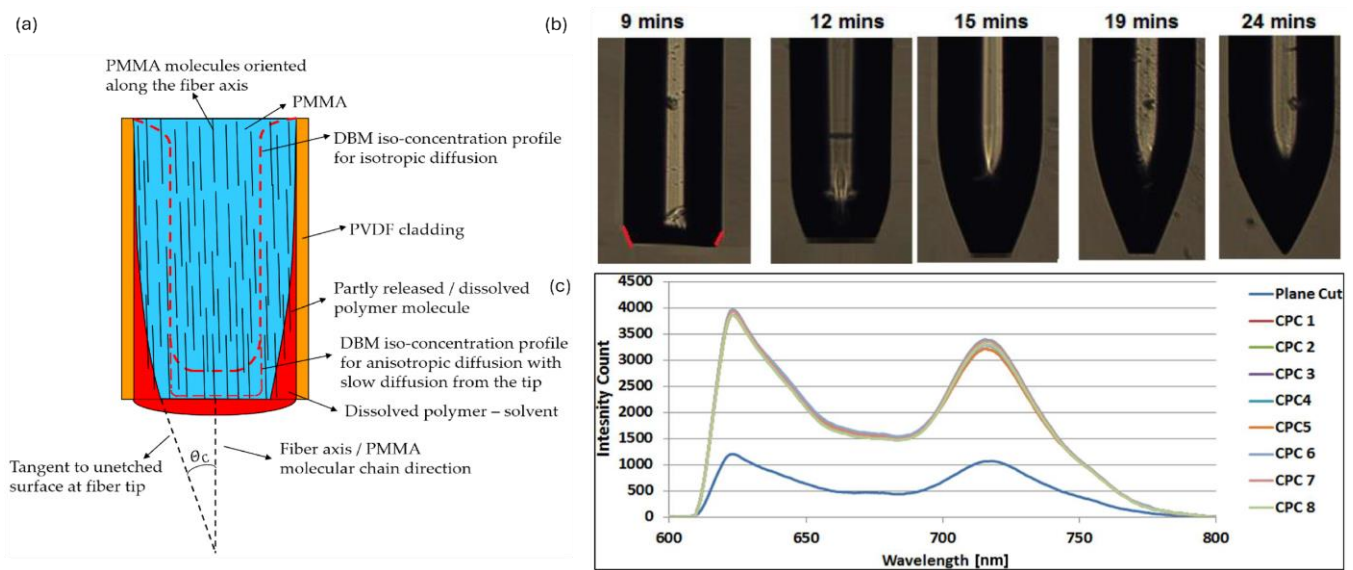 (a)
PMMA molecules oriented
along the fiber axis
PMMA
DBM iso-concentration profile
for isotropic diffusion
PVDF cladding
Partly released / dissolved
polymer molecule
DBM iso-concentration profile
for anisotropic diffusion with
slow diffusion from the tip
Dissolved polymer – solvent
Fiber axis / PMMA
molecular chain direction
Tangent to unetched
surface at fiber tip
θc
(b)
9 mins
12 mins
15 mins
19 mins
24 mins
(c)
Intesnity Count
4500
4000
3500
3000
2500
2000
1500
1000
500
0
600
650
700
750
800
Wavelength [nm]
Plane Cut
CPC 1
CPC 2
CPC 3
CPC4
CPC5
CPC 6
CPC 7
CPC 8